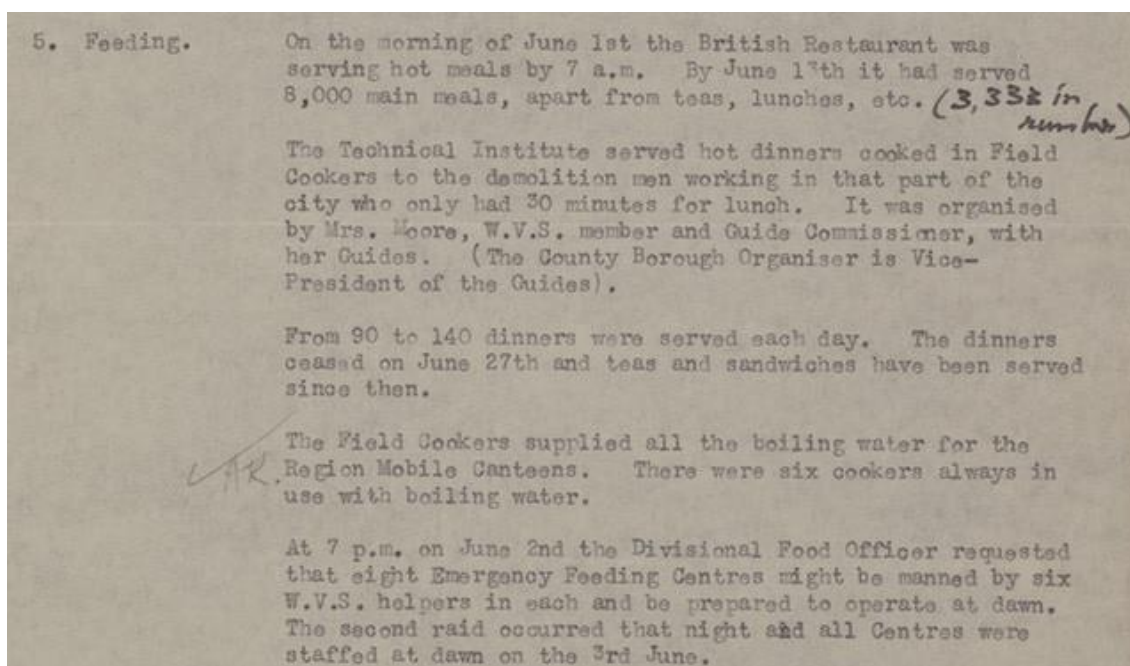 5. Feeding. On the morning of June 1st the British Restaurant was
serving hot meals by 7 a.m. By June 13th it had served
8,000 main meals, apart from teas, lunches, etc. (3,338 in
number)
The Technical Institute served hot dinners cooked in Field
Cookers to the demolition men working in that part of the
city who only had 30 minutes for lunch. It was organised
by Mrs. Moore, W.V.S. member and Guide Commissioner, with
her Guides. (The County Borough Organiser is Vice-
President of the Guides).
From 90 to 140 dinners were served each day. The dinners
ceased on June 27th and teas and sandwiches have been served
since then.
The Field Cookers supplied all the boiling water for the
Region Mobile Canteens. There were six cookers always in
use with boiling water.
At 7 p.m. on June 2nd the Divisional Food Officer requested
that eight Emergency Feeding Centres might be manned by six
W.V.S. helpers in each and be prepared to operate at dawn.
The second raid occurred that night and all Centres were
staffed at dawn on the 3rd June.